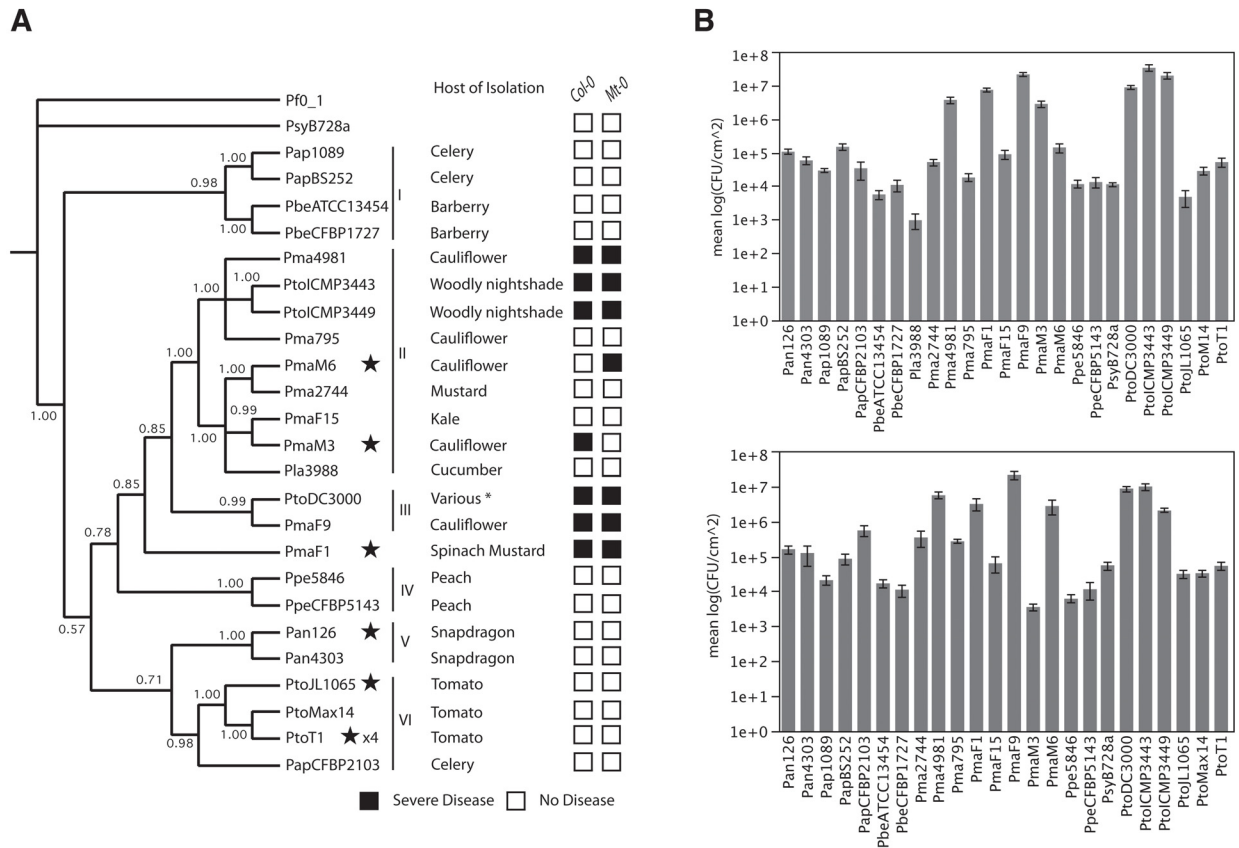 A
Host of Isolation
Col-0
Mt-0
Pf0_1
PsyB728a
1.00 Pap1089 Celery
0.98 PapBS252 Celery
PbeATCC13454 I Barberry
1.00 PbeCFBP1727 Barberry
Pma4981 Cauliflower
1.00 PtoICMP3443 Woodly nightshade
1.00 PtoICMP3449 Woodly nightshade
Pma795 Cauliflower
1.00 II
1.00 PmaM6 ★ Cauliflower
Pma2744 Mustard
0.99 PmaF15 Kale
1.00 PmaM3 ★ Cauliflower
1.00
Pla3988 Cucumber
0.85
0.85 0.99 PtoDC3000 Various *
III
PmaF9 Cauliflower
0.78 PmaF1 ★ Spinach Mustard
Ppe5846 Peach
1.00 IV
PpeCFBP5143 Peach
0.57
1.00 Pan126 ★ Snapdragon
V
Pan4303 Snapdragon
0.71
PtoJL1065 ★ Tomato
1.00
PtoMax14 VI Tomato
1.00 PtoT1 ★ x4 Tomato
0.98
PapCFBP2103 Celery
Severe Disease
No Disease
B
mean log(CFU/cm^2)
1e+8
1e+7
1e+6
1e+5
1e+4
1e+3
1e+2
1e+1
1e+0
Pan126
Pan4303
Pap1089
PapBS252
PapCFBP2103
PbeATCC13454
PbeCFBP1727
Pla3988
Pma2744
Pma4981
Pma795
PmaF1
PmaF15
PmaF9
PmaM3
PmaM6
Ppe5846
PpeCFBP5143
PsyB728a
PtoDC3000
PtoICMP3443
PtoICMP3449
PtoJL1065
PtoM14
PtoT1
mean log(CFU/cm^2)
1e+8
1e+7
1e+6
1e+5
1e+4
1e+3
1e+2
1e+1
1e+0
Pan126
Pan4303
Pap1089
PapBS252
PapCFBP2103
PbeATCC13454
PbeCFBP1727
Pma2744
Pma4981
Pma795
PmaF1
PmaF15
PmaF9
PmaM3
PmaM6
Ppe5846
PpeCFBP5143
PsyB728a
PtoDC3000
PtoICMP3443
PtoICMP3449
PtoJL1065
PtoMax14
PtoT1